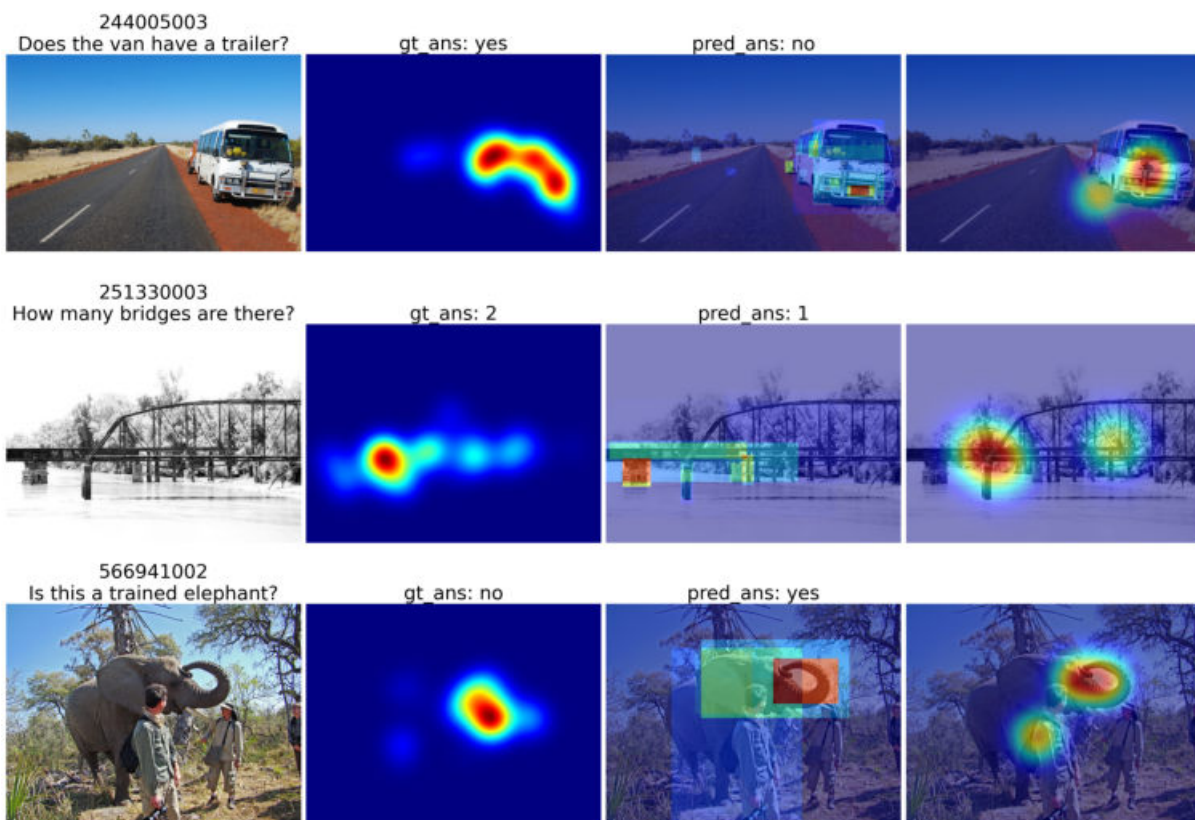 244005003
Does the van have a trailer?
gt_ans: yes
pred_ans: no
251330003
How many bridges are there?
gt_ans: 2
pred_ans: 1
566941002
Is this a trained elephant?
gt_ans: no
pred_ans: yes